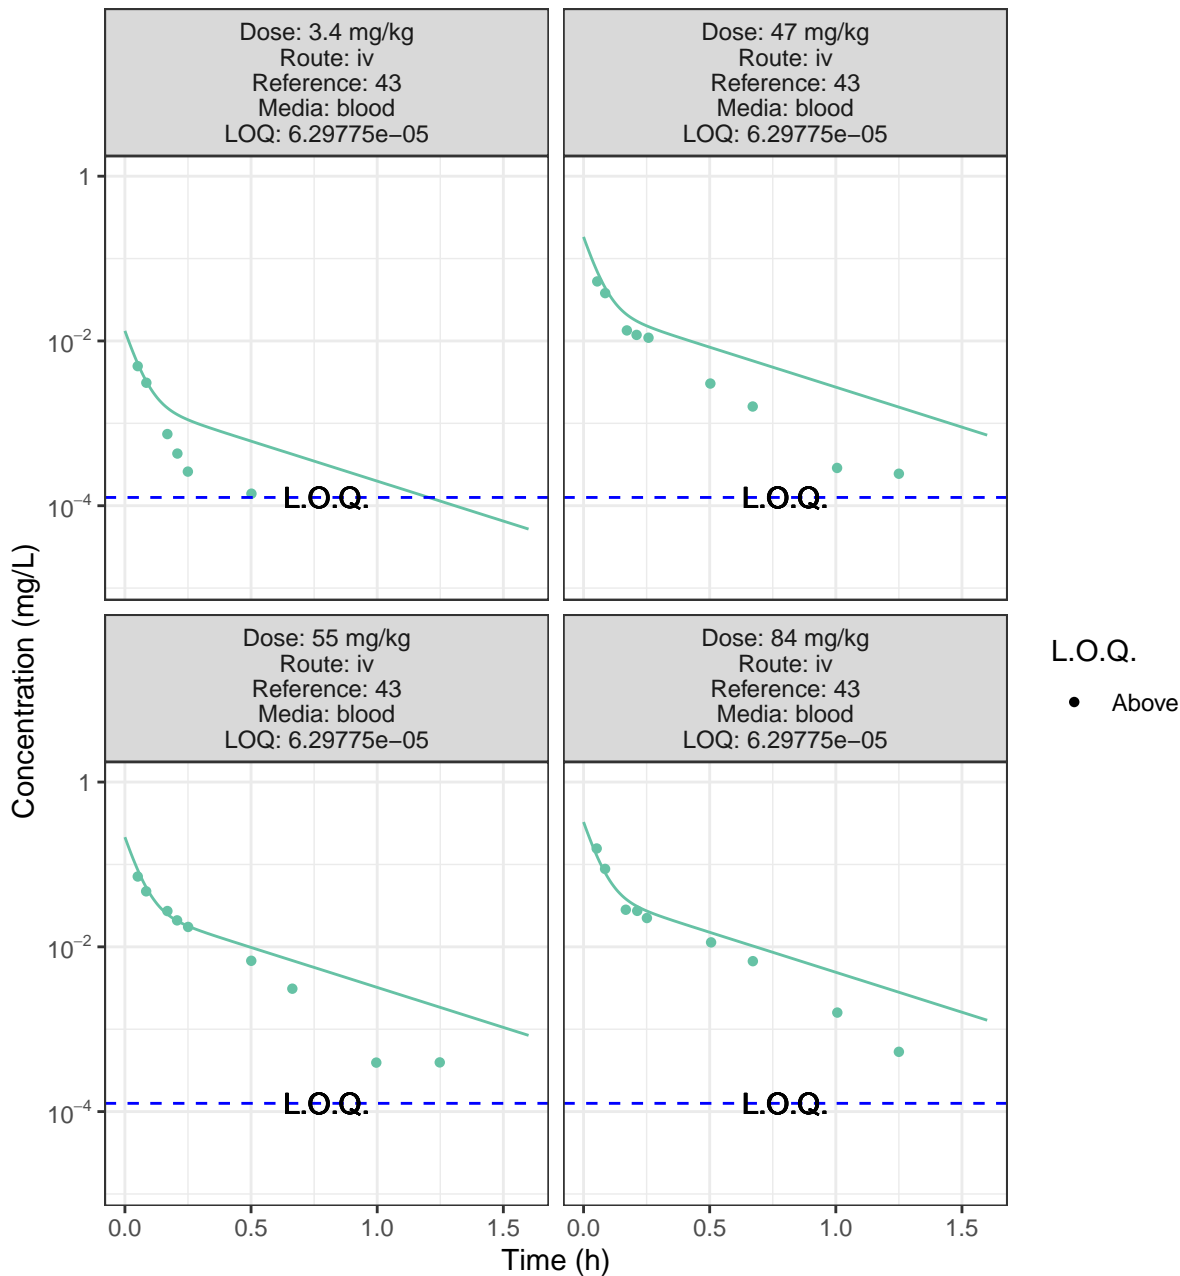 Dose: 3.4 mg/kg
Route: iv
Reference: 43
Media: blood
LOQ: 6.29775e−05
Dose: 47 mg/kg
Route: iv
Reference: 43
Media: blood
LOQ: 6.29775e−05
1
10⁻²
10⁻⁴
L.O.Q.
L.O.Q.
Concentration (mg/L)
Dose: 55 mg/kg
Route: iv
Reference: 43
Media: blood
LOQ: 6.29775e−05
Dose: 84 mg/kg
Route: iv
Reference: 43
Media: blood
LOQ: 6.29775e−05
1
10⁻²
10⁻⁴
L.O.Q.
L.O.Q.
0.0 0.5 1.0 1.5
0.0 0.5 1.0 1.5
Time (h)
L.O.Q.
Above